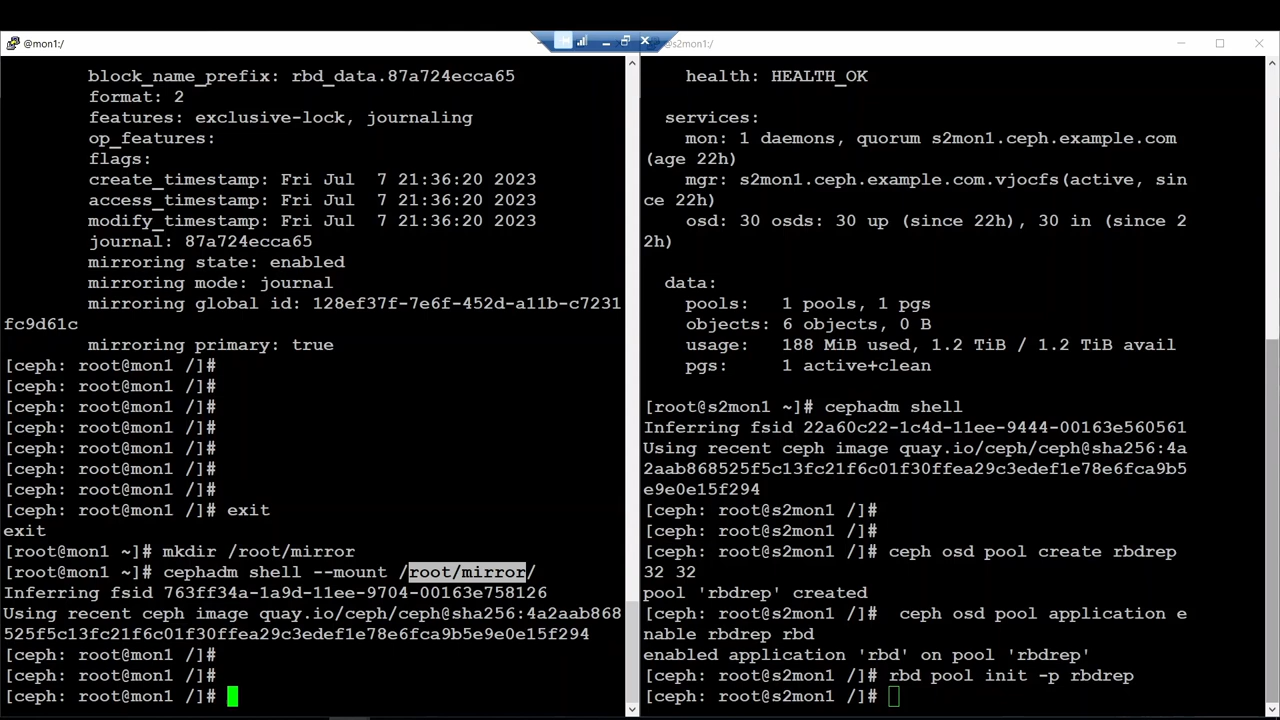 @mon1:/
block_name_prefix: rbd_data.87a724ecca65
format: 2
features: exclusive-lock, journaling
op_features:
flags:
create_timestamp: Fri Jul  7 21:36:20 2023
access_timestamp: Fri Jul  7 21:36:20 2023
modify_timestamp: Fri Jul  7 21:36:20 2023
journal: 87a724ecca65
mirroring state: enabled
mirroring mode: journal
mirroring global id: 128ef37f-7e6f-452d-a11b-c7231
fc9d61c
mirroring primary: true
[ceph: root@mon1 /]#
[ceph: root@mon1 /]#
[ceph: root@mon1 /]#
[ceph: root@mon1 /]#
[ceph: root@mon1 /]#
[ceph: root@mon1 /]#
[ceph: root@mon1 /]#
[ceph: root@mon1 /]# exit
exit
[root@mon1 ~]# mkdir /root/mirror
[root@mon1 ~]# cephadm shell --mount /root/mirror/
Inferring fsid 763ff34a-1a9d-11ee-9704-00163e758126
Using recent ceph image quay.io/ceph/ceph@sha256:4a2aab868
525f5c13fc21f6c01f30ffea29c3edef1e78e6fca9b5e9e0e15f294
[ceph: root@mon1 /]#
[ceph: root@mon1 /]#
[ceph: root@mon1 /]#
@s2mon1:/
health: HEALTH_OK
services:
mon: 1 daemons, quorum s2mon1.ceph.example.com
(age 22h)
mgr: s2mon1.ceph.example.com.vjocfs(active, sin
ce 22h)
osd: 30 osds: 30 up (since 22h), 30 in (since 2
2h)
data:
pools:   1 pools, 1 pgs
objects: 6 objects, 0 B
usage:   188 MiB used, 1.2 TiB / 1.2 TiB avail
pgs:     1 active+clean
[root@s2mon1 ~]# cephadm shell
Inferring fsid 22a60c22-1c4d-11ee-9444-00163e560561
Using recent ceph image quay.io/ceph/ceph@sha256:4a
2aab868525f5c13fc21f6c01f30ffea29c3edef1e78e6fca9b5
e9e0e15f294
[ceph: root@s2mon1 /]#
[ceph: root@s2mon1 /]#
[ceph: root@s2mon1 /]# ceph osd pool create rbdrep
32 32
pool 'rbdrep' created
[ceph: root@s2mon1 /]#  ceph osd pool application e
nable rbdrep rbd
enabled application 'rbd' on pool 'rbdrep'
[ceph: root@s2mon1 /]# rbd pool init -p rbdrep
[ceph: root@s2mon1 /]#